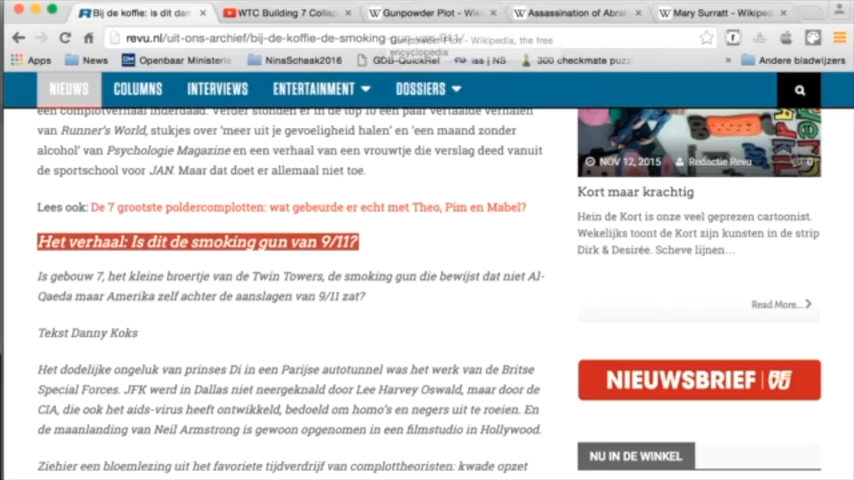 Bij de koffie: is dit dan
WTC Building 7 Collap
Gunpowder Plot - Wikipe
Assassination of Abra
Mary Surratt - Wikiped
revu.nl/uit-ons-archief/bij-de-koffie-de-smoking-gun-van-911/
Gunpowder Plot - Wikipedia, the free
encyclopedia
Apps
News
Openbaar Ministerie
NinaSchaak2016
GDB-QuickRef
iss | NS
300 checkmate puzz
»
Andere bladwijzers
NIEUWS
COLUMNS
INTERVIEWS
ENTERTAINMENT
DOSSIERS
een complotverhaal inderdaad. Verder stonden er in de top 10 een paar vertaalde verhalen
van Runner's World, stukjes over 'meer uit je gevoeligheid halen' en 'een maand zonder
alcohol' van Psychologie Magazine en een verhaal van een vrouwtje die verslag deed vanuit
de sportschool voor JAN. Maar dat doet er allemaal niet toe.
Lees ook: De 7 grootste poldercomplotten: wat gebeurde er echt met Theo, Pim en Mabel?
Het verhaal: Is dit de smoking gun van 9/11?
Is gebouw 7, het kleine broertje van de Twin Towers, de smoking gun die bewijst dat niet Al-
Qaeda maar Amerika zelf achter de aanslagen van 9/11 zat?
Tekst Danny Koks
Het dodelijke ongeluk van prinses Di in een Parijse autotunnel was het werk van de Britse
Special Forces. JFK werd in Dallas niet neergeknald door Lee Harvey Oswald, maar door de
CIA, die ook het aids-virus heeft ontwikkeld, bedoeld om homo's en negers uit te roeien. En
de maanlanding van Neil Armstrong is gewoon opgenomen in een filmstudio in Hollywood.
Ziehier een bloemlezing uit het favoriete tijdverdrijf van complottheoristen: kwade opzet
NOV 12, 2015
Redactie Revu
0
Kort maar krachtig
Hein de Kort is onze veel geprezen cartoonist.
Wekelijks toont de Kort zijn kunsten in de strip
Dirk & Desirée. Scheve lijnen…
Read More...
NIEUWSBRIEF REVU
NU IN DE WINKEL